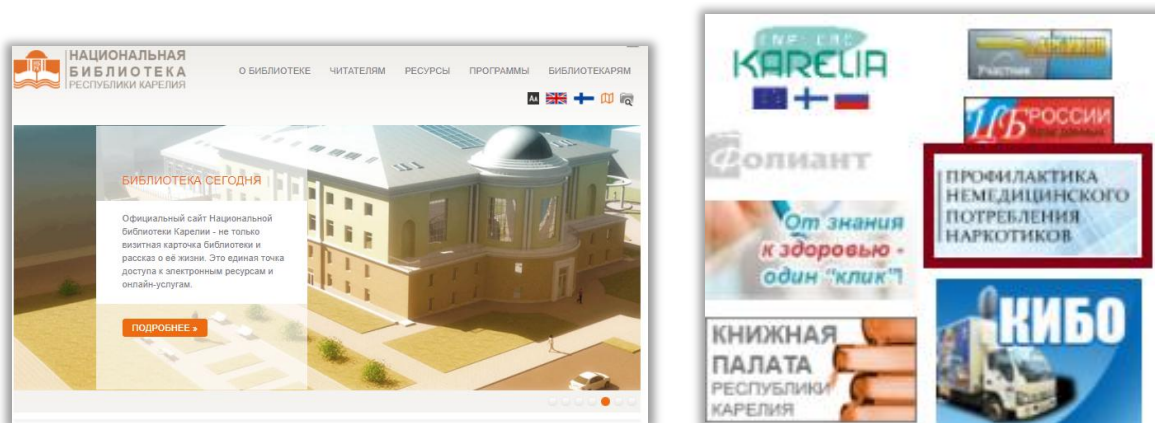 НАЦИОНАЛЬНАЯ
БИБЛИОТЕКА
РЕСПУБЛИКИ КАРЕЛИЯ
О БИБЛИОТЕКЕ ЧИТАТЕЛЯМ РЕСУРСЫ ПРОГРАММЫ БИБЛИОТЕКАРЯМ
БИБЛИОТЕКА СЕГОДНЯ
Официальный сайт Национальной
библиотеки Карелии - не только
визитная карточка библиотеки и
рассказ о её жизни. Это единая точка
доступа к электронным ресурсам и
онлайн-услугам.
ПОДРОБНЕЕ »
KARELIA
Фолиант
От знания
к здоровью -
один "клик"!
КНИЖНАЯ
ПАЛАТА
РЕСПУБЛИКИ
КАРЕЛИЯ
Участник
ЦБ РОССИИ
ПРОФИЛАКТИКА
НЕМЕДИЦИНСКОГО
ПОТРЕБЛЕНИЯ
НАРКОТИКОВ
КИБО